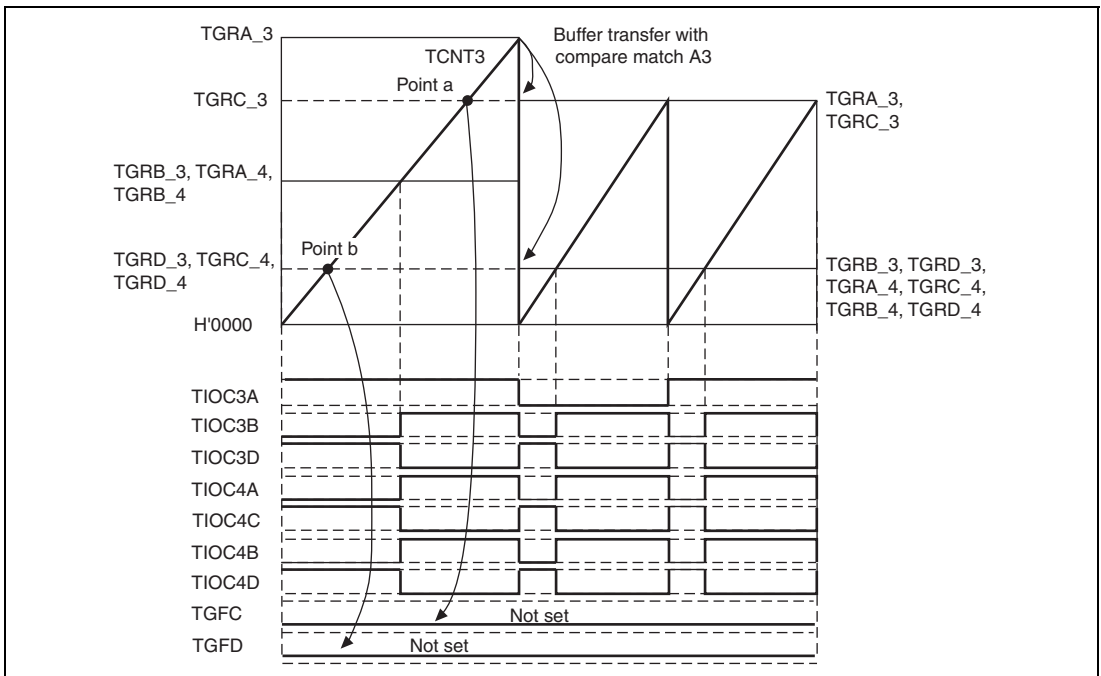 TGRA_3
TCNT3
Buffer transfer with
compare match A3
Point a
TGRC_3
TGRA_3,
TGRC_3
TGRB_3, TGRA_4,
TGRB_4
Point b
TGRD_3, TGRC_4,
TGRD_4
TGRB_3, TGRD_3,
TGRA_4, TGRC_4,
TGRB_4, TGRD_4
H'0000
TIOC3A
TIOC3B
TIOC3D
TIOC4A
TIOC4C
TIOC4B
TIOC4D
TGFC
Not set
TGFD
Not set